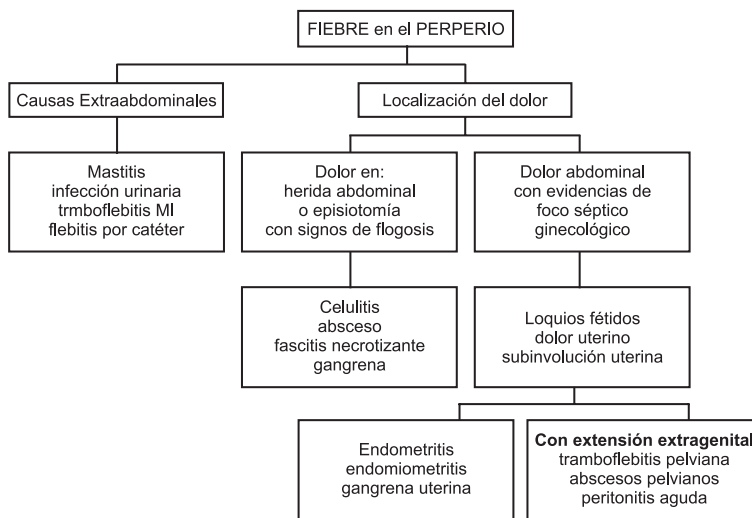 FIEBRE en el PERPERIO
Causas Extraabdominales
Localización del dolor
Mastitis
infección urinaria
trmboflebitis MI
flebitis por catéter
Dolor en:
herida abdominal
o episiotomía
con signos de flogosis
Dolor abdominal
con evidencias de
foco séptico
ginecológico
Celulitis
absceso
fascitis necrotizante
gangrena
Loquios fétidos
dolor uterino
subinvolución uterina
Endometritis
endomiometritis
gangrena uterina
Con extensión extragenital
tramboflebitis pelviana
abscesos pelvianos
peritonitis aguda